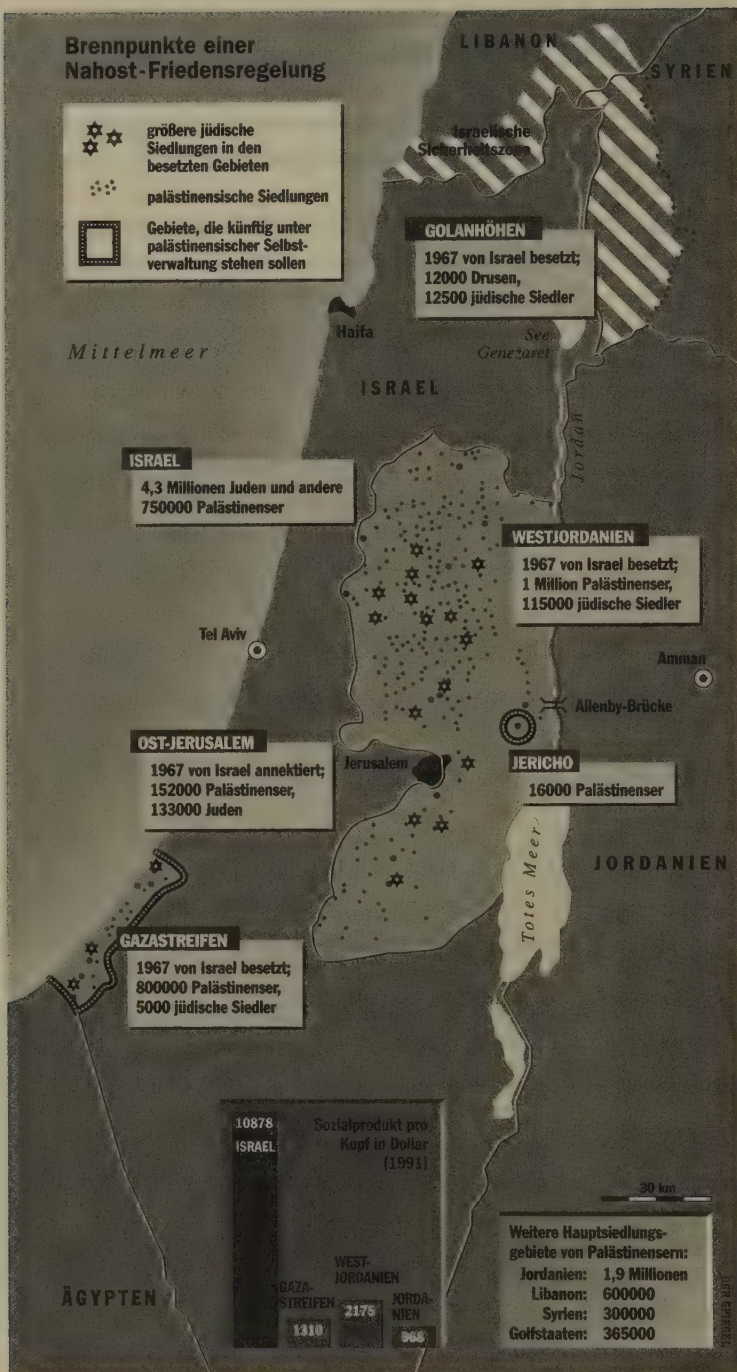 Brennpunkte einer
Nahost-Friedensregelung
größere jüdische
Siedlungen in den
besetzten Gebieten
palästinensische Siedlungen
Gebiete, die künftig unter
palästinensischer Selbst-
verwaltung stehen sollen
LIBANON
SYRIEN
Israelische
Sicherheitszone
GOLANHÖHEN
1967 von Israel besetzt;
12000 Drusen,
12500 jüdische Siedler
Haifa
See
Genezaret
Mittelmeer
ISRAEL
Jordan
ISRAEL
4,3 Millionen Juden und andere
750000 Palästinenser
WESTJORDANIEN
1967 von Israel besetzt;
1 Million Palästinenser,
115000 jüdische Siedler
Tel Aviv
Amman
Allenby-Brücke
OST-JERUSALEM
1967 von Israel annektiert;
152000 Palästinenser,
133000 Juden
Jerusalem
JERICHO
16000 Palästinenser
Totes Meer
JORDANIEN
GAZASTREIFEN
1967 von Israel besetzt;
800000 Palästinenser,
5000 jüdische Siedler
10878
ISRAEL
Sozialprodukt pro
Kopf in Dollar
(1991)
GAZA-
STREIFEN
1310
WEST-
JORDANIEN
2175
JORDA-
NIEN
968
30 km
ÄGYPTEN
Weitere Hauptsiedlungs-
gebiete von Palästinensern:
Jordanien: 1,9 Millionen
Libanon: 600000
Syrien: 300000
Golfstaaten: 365000
DER SPIEGEL